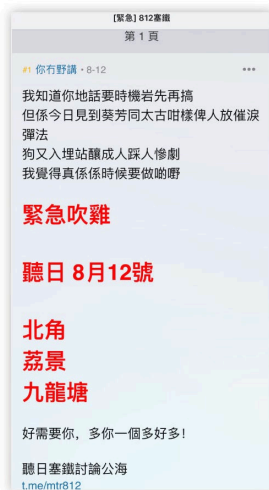 [緊急] 812塞鐵
第 1 頁
#1 你冇野講・8-12
我知道你地話要時機岩先再搞
但係今日見到葵芳同太古咁樣俾人放催淚
彈法
狗又入埋站釀成人踩人慘劇
我覺得真係係時候要做啲嘢
緊急吹雞
聽日 8月12號
北角
荔景
九龍塘
好需要你，多你一個多好多！
聽日塞鐵討論公海
t.me/mtr812